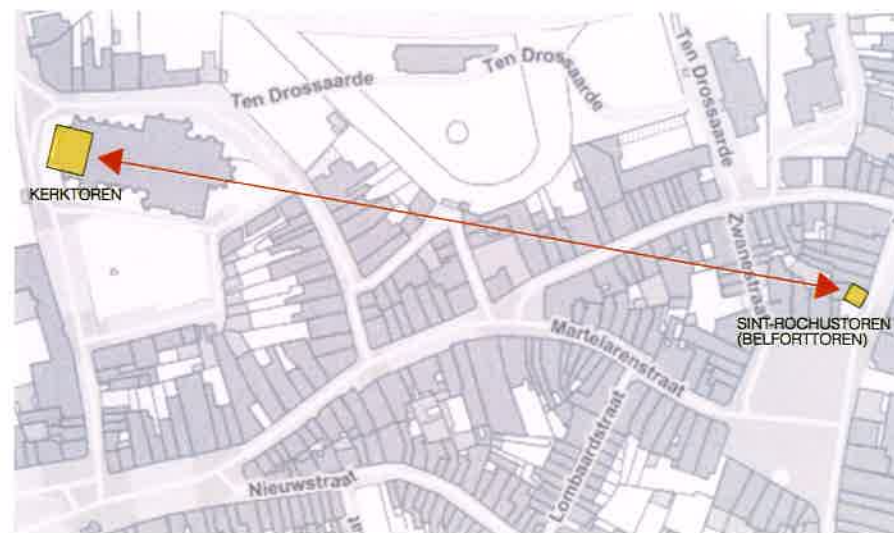 Ten Drossaarde
Ten Drossaarde
Ten Drossaarde
KERKTOREN
Zwanestraat
SINT-ROCHUSTOREN
(BELFORTTOREN)
Martelarenstraat
Lombaardstraat
Nieuwstraat